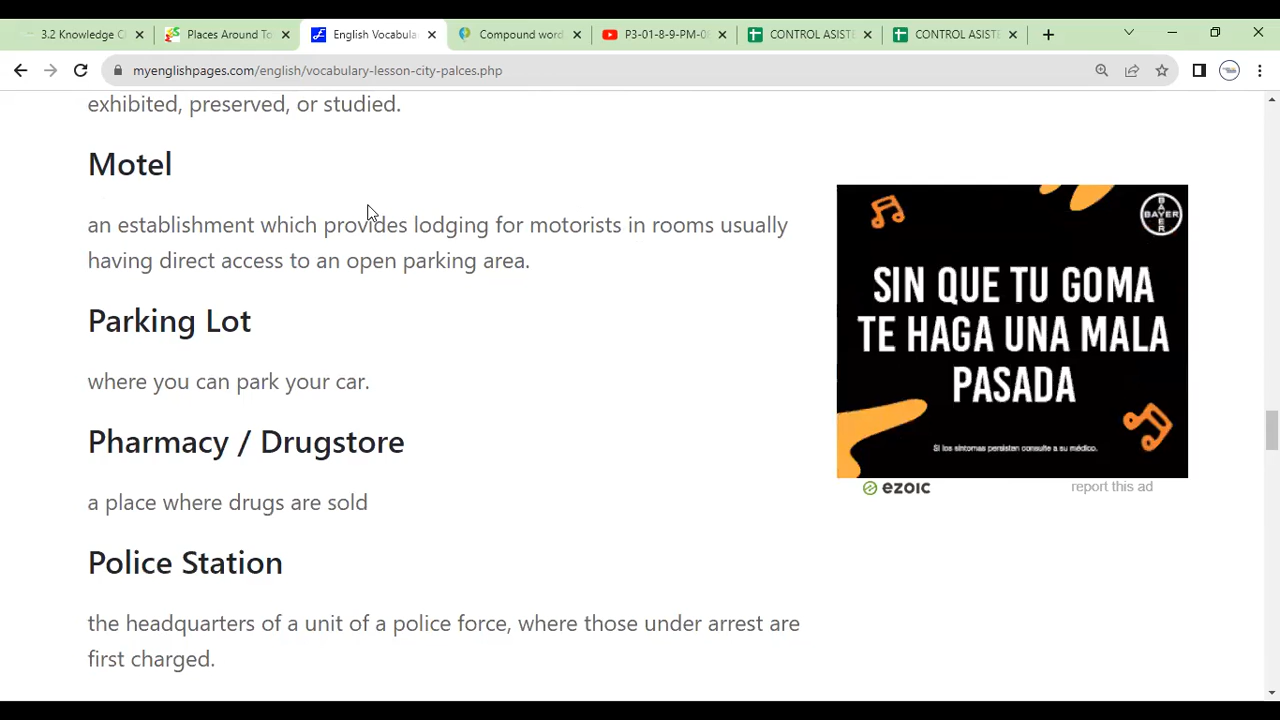 3.2 Knowledge C
Places Around To
English Vocabula
Compound word
P3-01-8-9-PM-0
CONTROL ASIST
CONTROL ASIST
myenglishpages.com/english/vocabulary-lesson-city-palces.php
exhibited, preserved, or studied.
Motel
an establishment which provides lodging for motorists in rooms usually
having direct access to an open parking area.
Parking Lot
where you can park your car.
Pharmacy / Drugstore
a place where drugs are sold
Police Station
the headquarters of a unit of a police force, where those under arrest are
first charged.
BAYER
BAYER
SIN QUE TU GOMA
TE HAGA UNA MALA
PASADA
Si los síntomas persisten consulte a su médico.
ezoic
report this ad